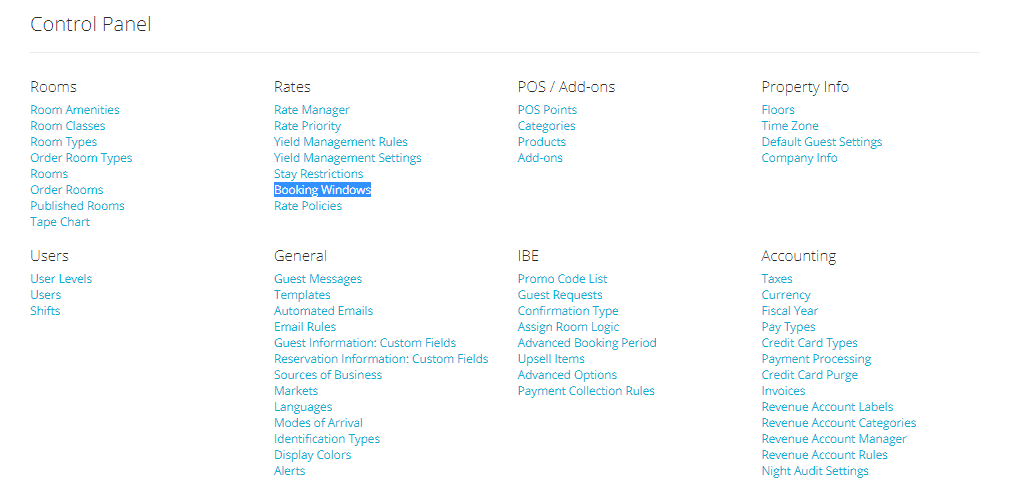 Control Panel
Rooms
Room Amenities
Room Classes
Room Types
Order Room Types
Rooms
Order Rooms
Published Rooms
Tape Chart
Rates
Rate Manager
Rate Priority
Yield Management Rules
Yield Management Settings
Stay Restrictions
Booking Windows
Rate Policies
POS / Add-ons
POS Points
Categories
Products
Add-ons
Property Info
Floors
Time Zone
Default Guest Settings
Company Info
Users
User Levels
Users
Shifts
General
Guest Messages
Templates
Automated Emails
Email Rules
Guest Information: Custom Fields
Reservation Information: Custom Fields
Sources of Business
Markets
Languages
Modes of Arrival
Identification Types
Display Colors
Alerts
IBE
Promo Code List
Guest Requests
Confirmation Type
Assign Room Logic
Advanced Booking Period
Upsell Items
Advanced Options
Payment Collection Rules
Accounting
Taxes
Currency
Fiscal Year
Pay Types
Credit Card Types
Payment Processing
Credit Card Purge
Invoices
Revenue Account Labels
Revenue Account Categories
Revenue Account Manager
Revenue Account Rules
Night Audit Settings